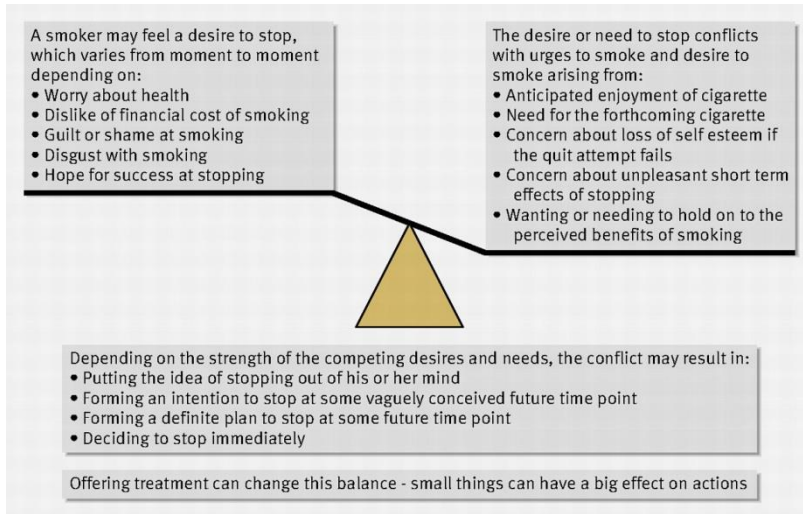 A smoker may feel a desire to stop,
which varies from moment to moment
depending on:
• Worry about health
• Dislike of financial cost of smoking
• Guilt or shame at smoking
• Disgust with smoking
• Hope for success at stopping
The desire or need to stop conflicts
with urges to smoke and desire to
smoke arising from:
• Anticipated enjoyment of cigarette
• Need for the forthcoming cigarette
• Concern about loss of self esteem if
the quit attempt fails
• Concern about unpleasant short term
effects of stopping
• Wanting or needing to hold on to the
perceived benefits of smoking
Depending on the strength of the competing desires and needs, the conflict may result in:
• Putting the idea of stopping out of his or her mind
• Forming an intention to stop at some vaguely conceived future time point
• Forming a definite plan to stop at some future time point
• Deciding to stop immediately
Offering treatment can change this balance - small things can have a big effect on actions